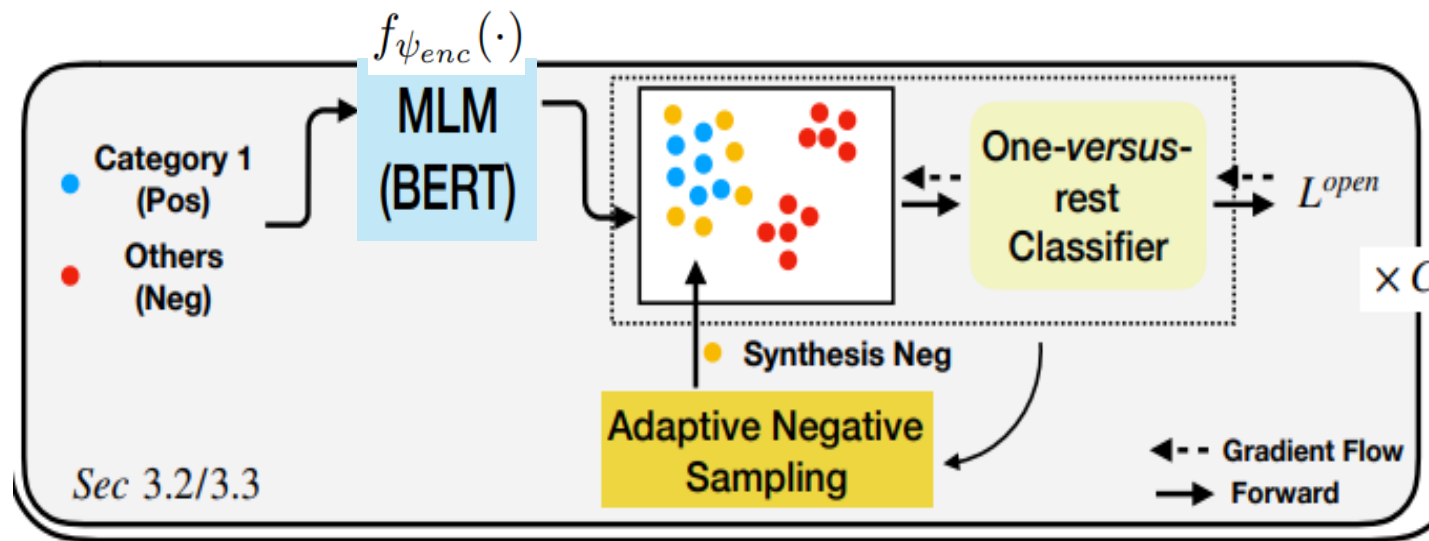 f_{ψ_{enc}}(·)
MLM
(BERT)
Category 1
(Pos)
Others
(Neg)
One-versus-
rest
Classifier
L^{open}
× C
Synthesis Neg
Adaptive Negative
Sampling
Gradient Flow
Forward
Sec 3.2/3.3